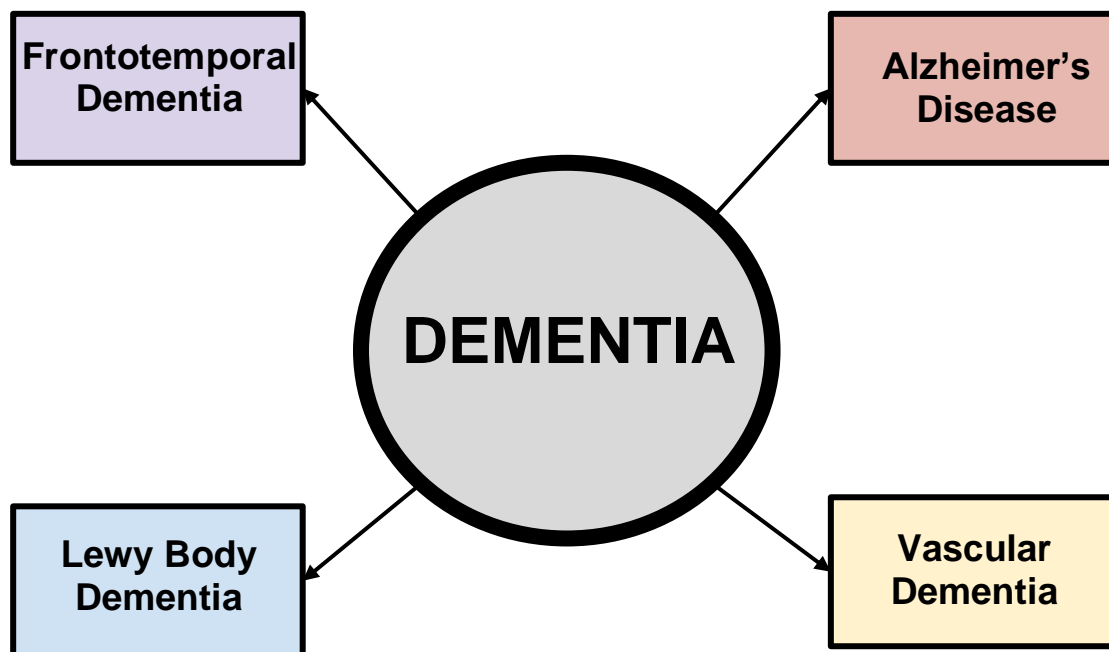 Frontotemporal
Dementia
Alzheimer’s
Disease
DEMENTIA
Lewy Body
Dementia
Vascular
Dementia